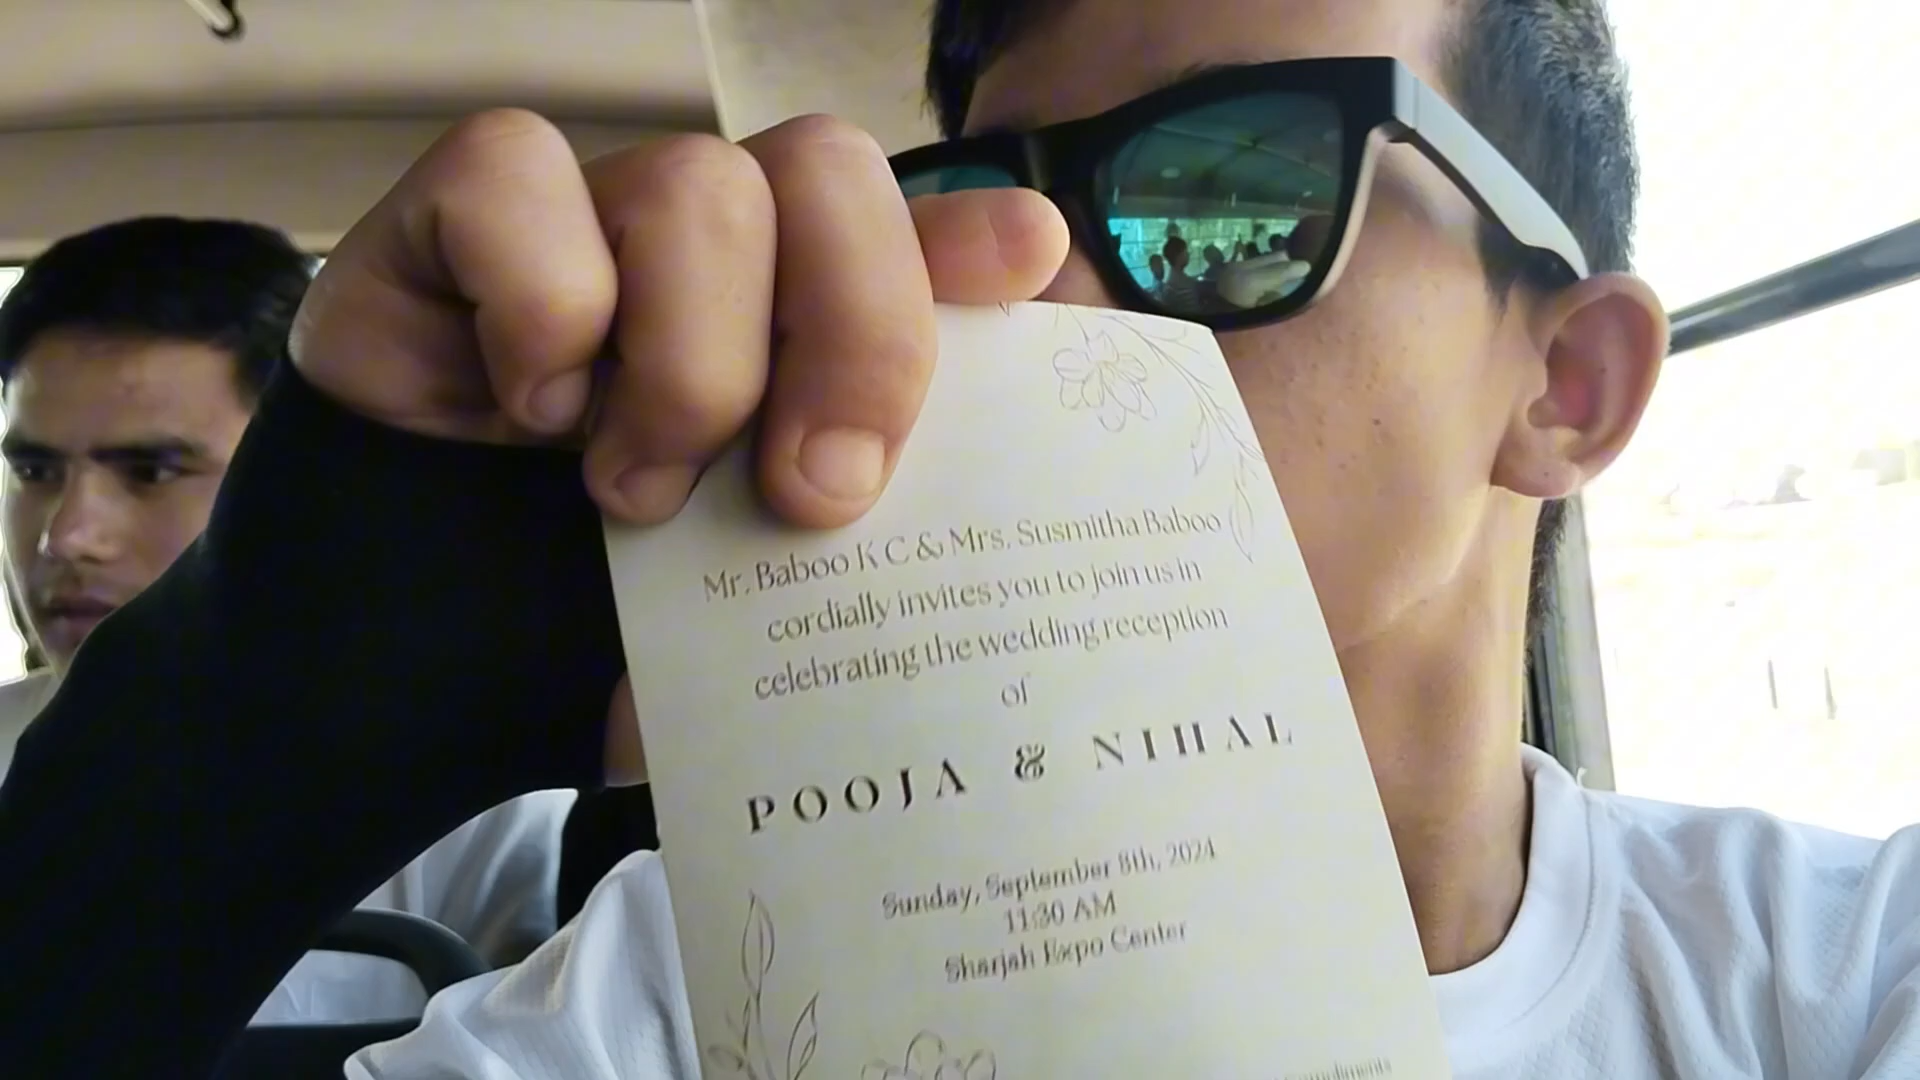 Mr. Baboo K C & Mrs. Susmitha Baboo
cordially invites you to join us in
celebrating the wedding reception
of
POOJA & NIHAL
Sunday, September 8th, 2024
11:30 AM
Sharjah Expo Center
Compliments